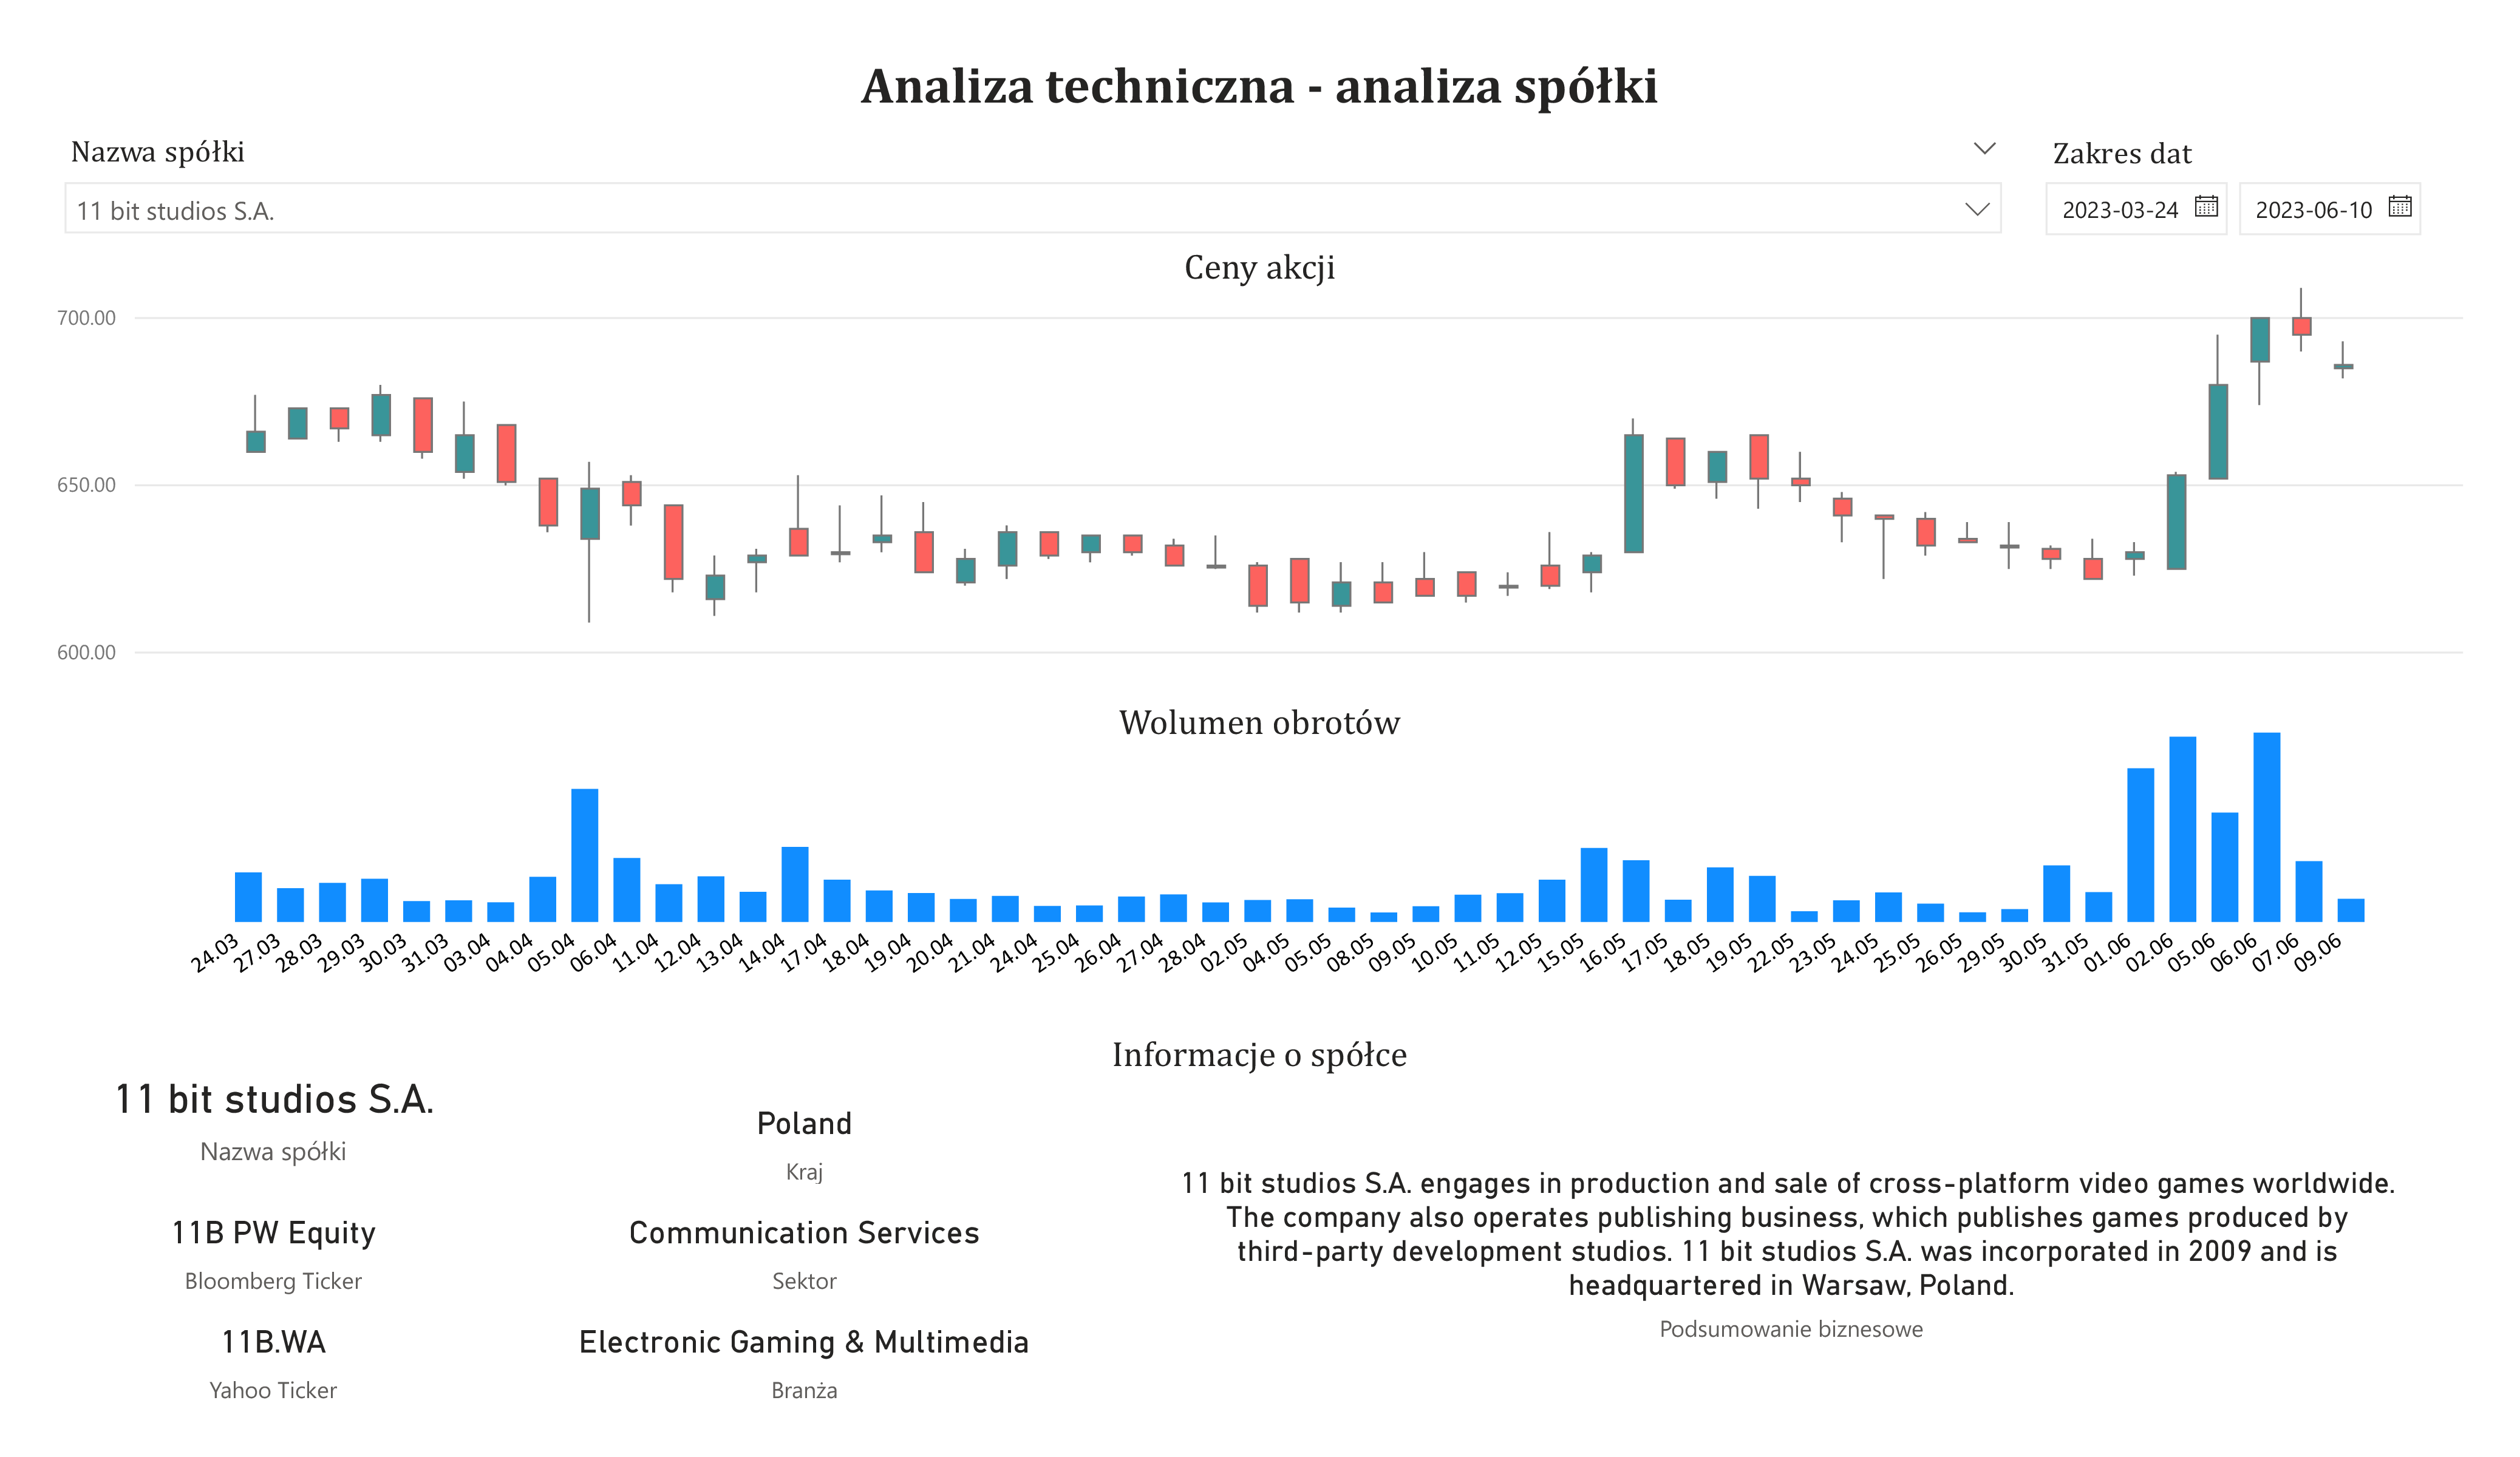 Analiza techniczna - analiza spółki
Nazwa spółki
Zakres dat
11 bit studios S.A.
2023-03-24
2023-06-10
Ceny akcji
700.00
650.00
600.00
Wolumen obrotów
24.03 27.03 28.03 29.03 30.03 31.03 03.04 04.04 05.04 06.04 11.04 12.04 13.04 14.04 17.04 18.04 19.04 20.04 21.04 24.04 25.04 26.04 27.04 28.04 02.05 04.05 05.05 08.05 09.05 10.05 11.05 12.05 15.05 16.05 17.05 18.05 19.05 22.05 23.05 24.05 25.05 26.05 29.05 30.05 31.05 01.06 02.06 05.06 06.06 07.06 09.06
Informacje o spółce
11 bit studios S.A.
Nazwa spółki
11B PW Equity
Bloomberg Ticker
11B.WA
Yahoo Ticker
Poland
Kraj
Communication Services
Sektor
Electronic Gaming & Multimedia
Branża
11 bit studios S.A. engages in production and sale of cross-platform video games worldwide.
The company also operates publishing business, which publishes games produced by
third-party development studios. 11 bit studios S.A. was incorporated in 2009 and is
headquartered in Warsaw, Poland.
Podsumowanie biznesowe